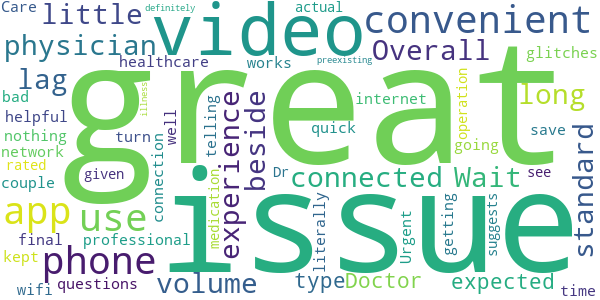 Care
little
video
definitely
actual
convenient
physician
healthcare
works
preexisting
Overall
glitches
lag
great
illness
operation
long
bad
helpful
well
telling
beside
internet
nothing
turn
quick
going
save
network
experience
standard
rated
given
connection
Dr
connected
Wait
see
couple
medication
issue
app
use
literally
Urgent
getting
suggests
final
professional
phone
expected
kept
questions
volume
type
Doctor
wifi
time